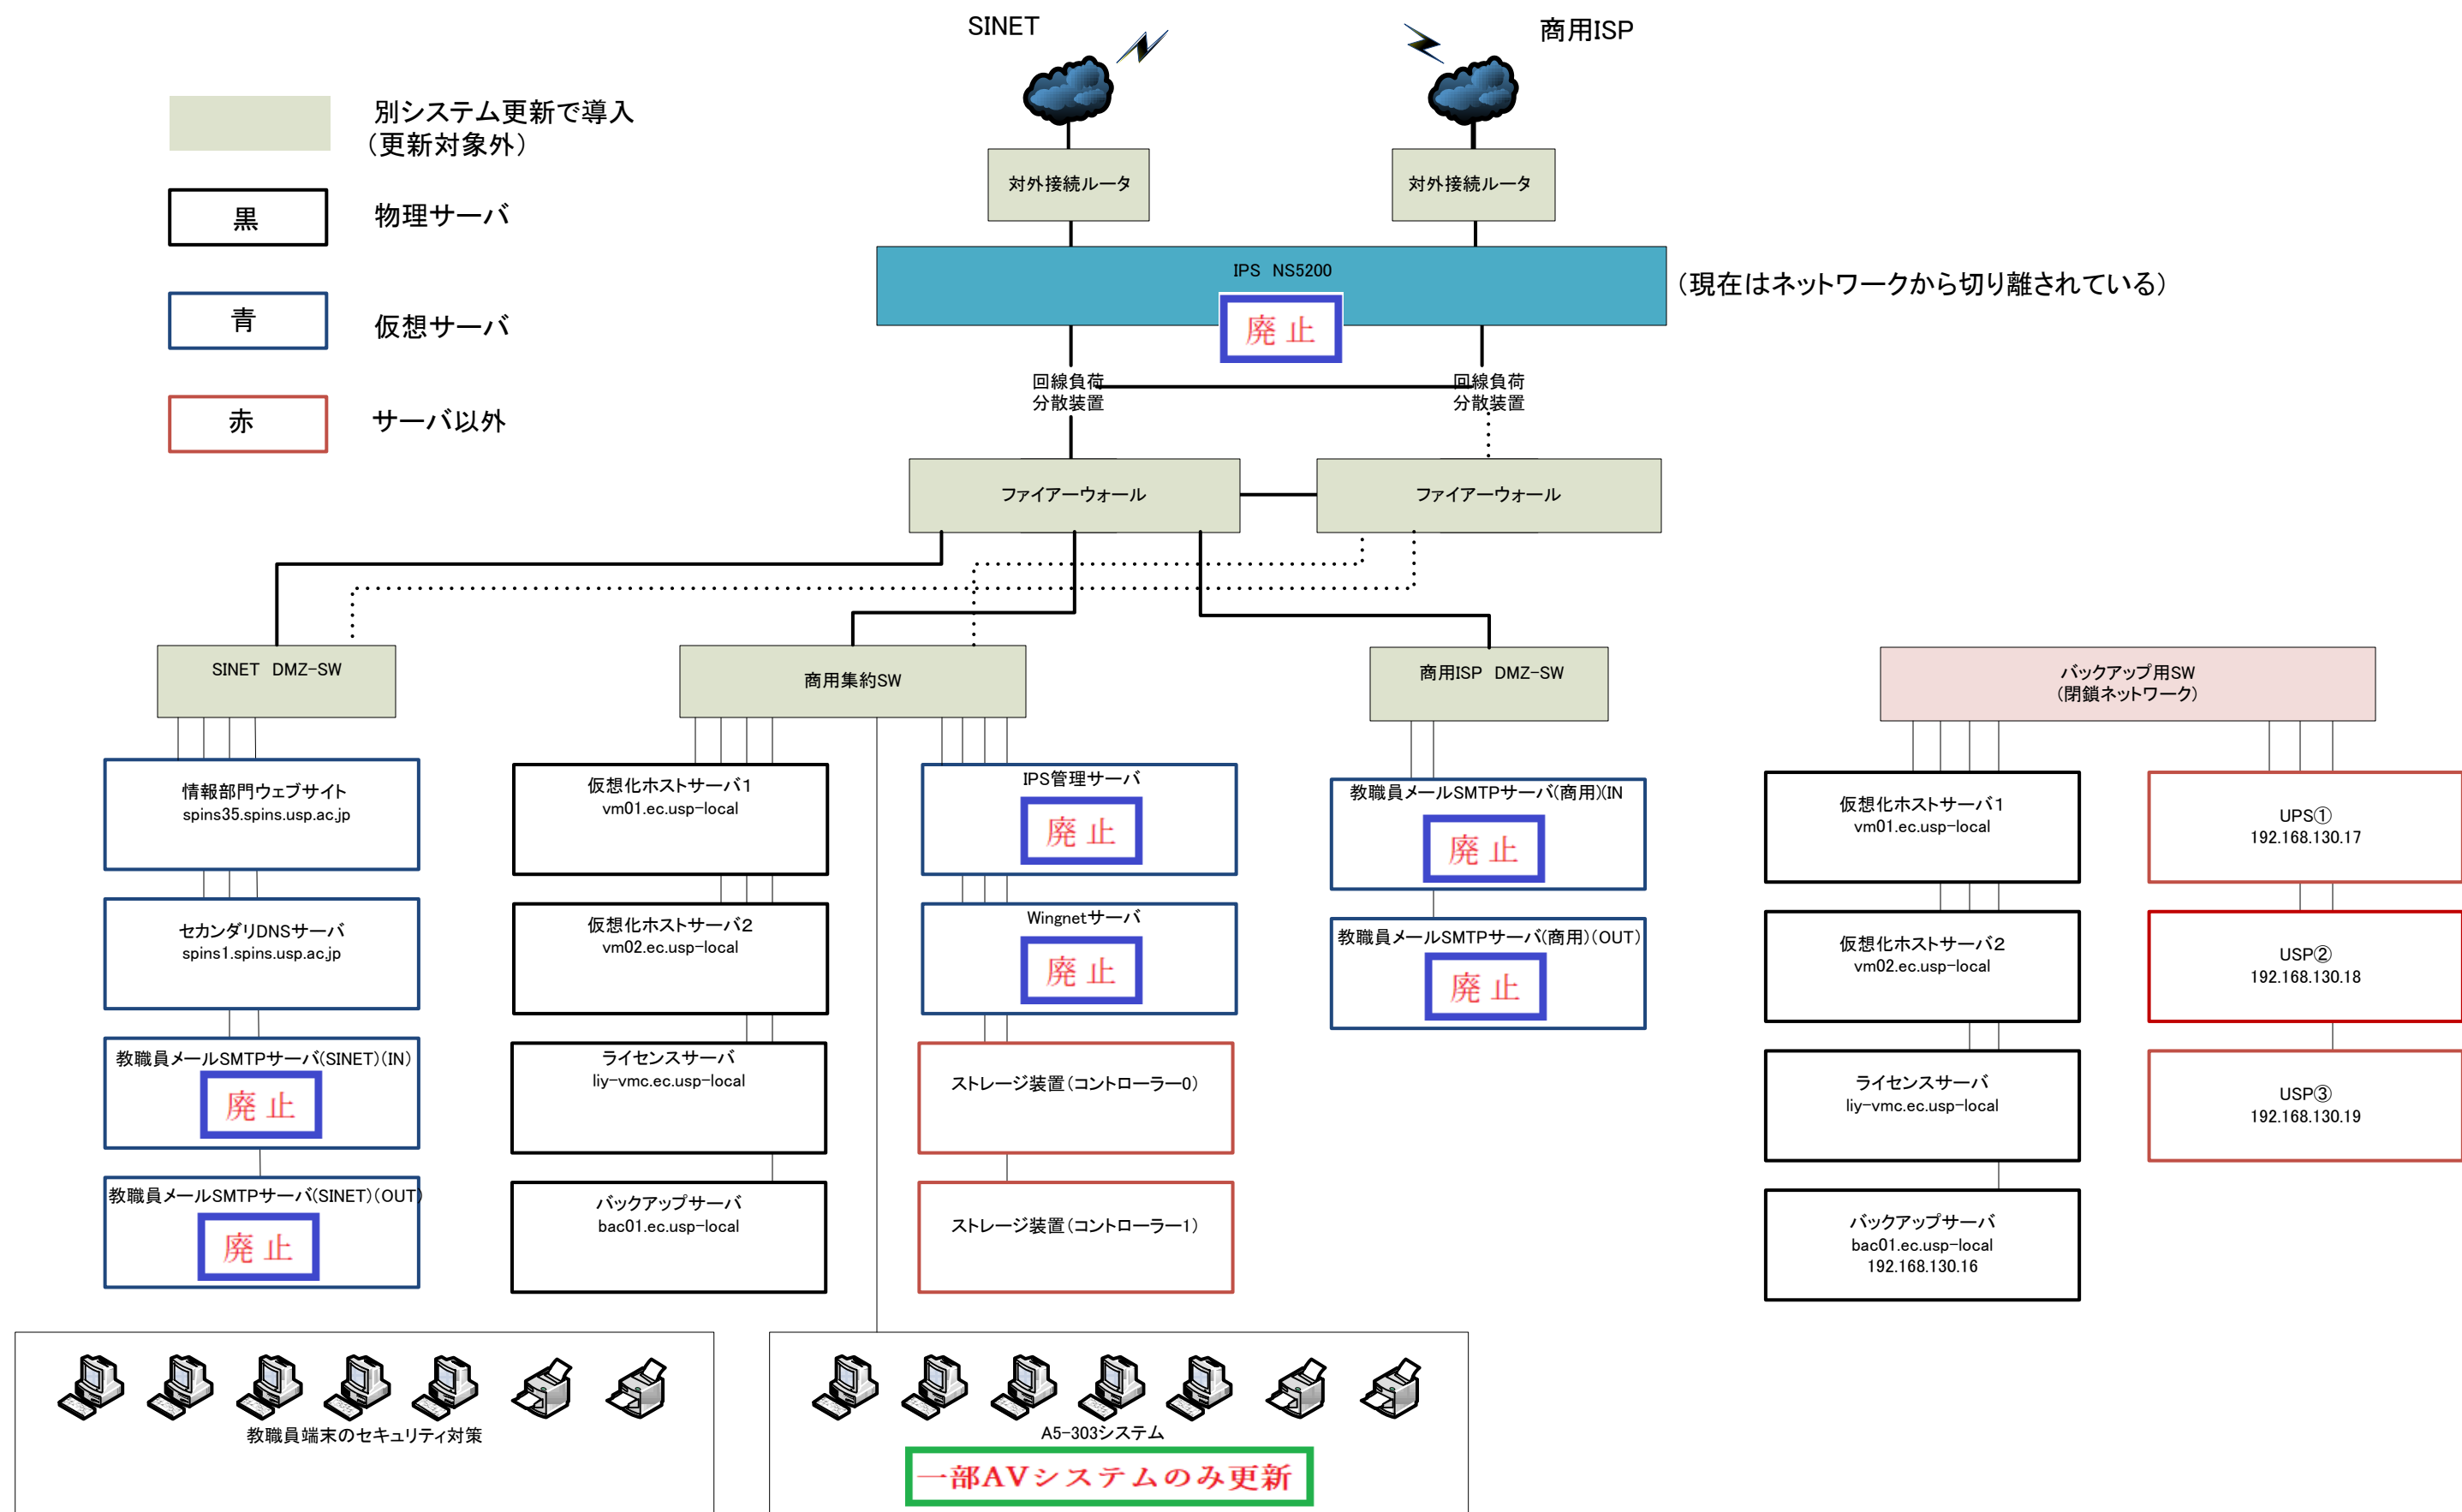 SINET
商用ISP
別システム更新で導入
（更新対象外）
黒
物理サーバ
青
仮想サーバ
赤
サーバ以外
対外接続ルータ
対外接続ルータ
IPS　NS5200
廃止
（現在はネットワークから切り離されている）
回線負荷
分散装置
回線負荷
分散装置
ファイアーウォール
ファイアーウォール
SINET　DMZ-SW
商用集約SW
商用ISP　DMZ-SW
バックアップ用SW
（閉鎖ネットワーク）
情報部門ウェブサイト
spins35.spins.usp.ac.jp
セカンダリDNSサーバ
spins1.spins.usp.ac.jp
教職員メールSMTPサーバ(SINET)(IN)
廃止
教職員メールSMTPサーバ(SINET)(OUT)
廃止
仮想化ホストサーバ１
vm01.ec.usp-local
仮想化ホストサーバ２
vm02.ec.usp-local
ライセンスサーバ
liy-vmc.ec.usp-local
バックアップサーバ
bac01.ec.usp-local
IPS管理サーバ
廃止
Wingnetサーバ
廃止
ストレージ装置（コントローラー0）
ストレージ装置（コントローラー1）
教職員メールSMTPサーバ(商用)(IN
廃止
教職員メールSMTPサーバ(商用)(OUT)
廃止
仮想化ホストサーバ１
vm01.ec.usp-local
仮想化ホストサーバ２
vm02.ec.usp-local
ライセンスサーバ
liy-vmc.ec.usp-local
バックアップサーバ
bac01.ec.usp-local
192.168.130.16
UPS①
192.168.130.17
USP②
192.168.130.18
USP③
192.168.130.19
教職員端末のセキュリティ対策
A5-303システム
一部AVシステムのみ更新